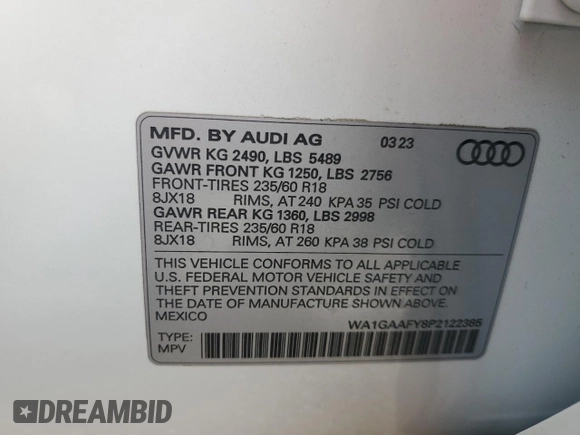 MFD. BY AUDI AG 03 23
GVWR KG 2490, LBS 5489
GAWR FRONT KG 1250, LBS 2756
FRONT-TIRES 235/60 R18
8JX18 RIMS, AT 240 KPA 35 PSI COLD
GAWR REAR KG 1360, LBS 2998
REAR-TIRES 235/60 R18
8JX18 RIMS, AT 260 KPA 38 PSI COLD
THIS VEHICLE CONFORMS TO ALL APPLICABLE
U.S. FEDERAL MOTOR VEHICLE SAFETY AND
THEFT PREVENTION STANDARDS IN EFFECT ON
THE DATE OF MANUFACTURE SHOWN ABOVE.
MEXICO
WA1GAAFY8P2122385
TYPE:
MPV
DREAMBID